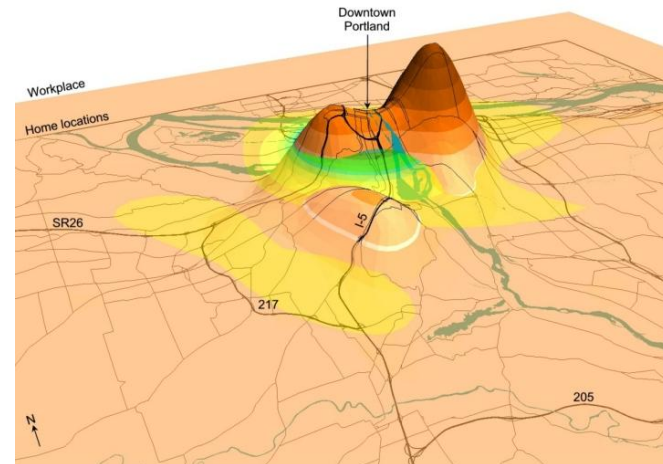 Downtown
Portland
Workplace
Home locations
SR26
I-5
217
205
N